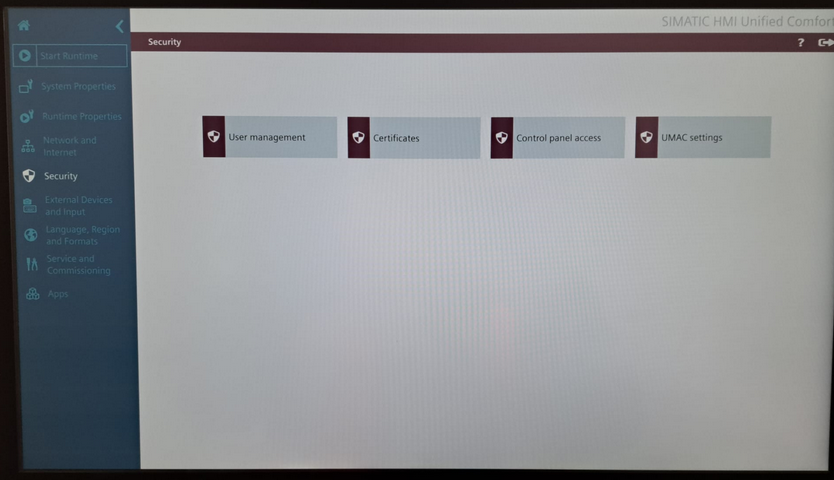 SIMATIC HMI Unified Comfort
Security
?
Start Runtime
System Properties
Runtime Properties
Network and
Internet
Security
External Devices
and Input
Language, Region
and Formats
Service and
Commissioning
Apps
User management
Certificates
Control panel access
UMAC settings